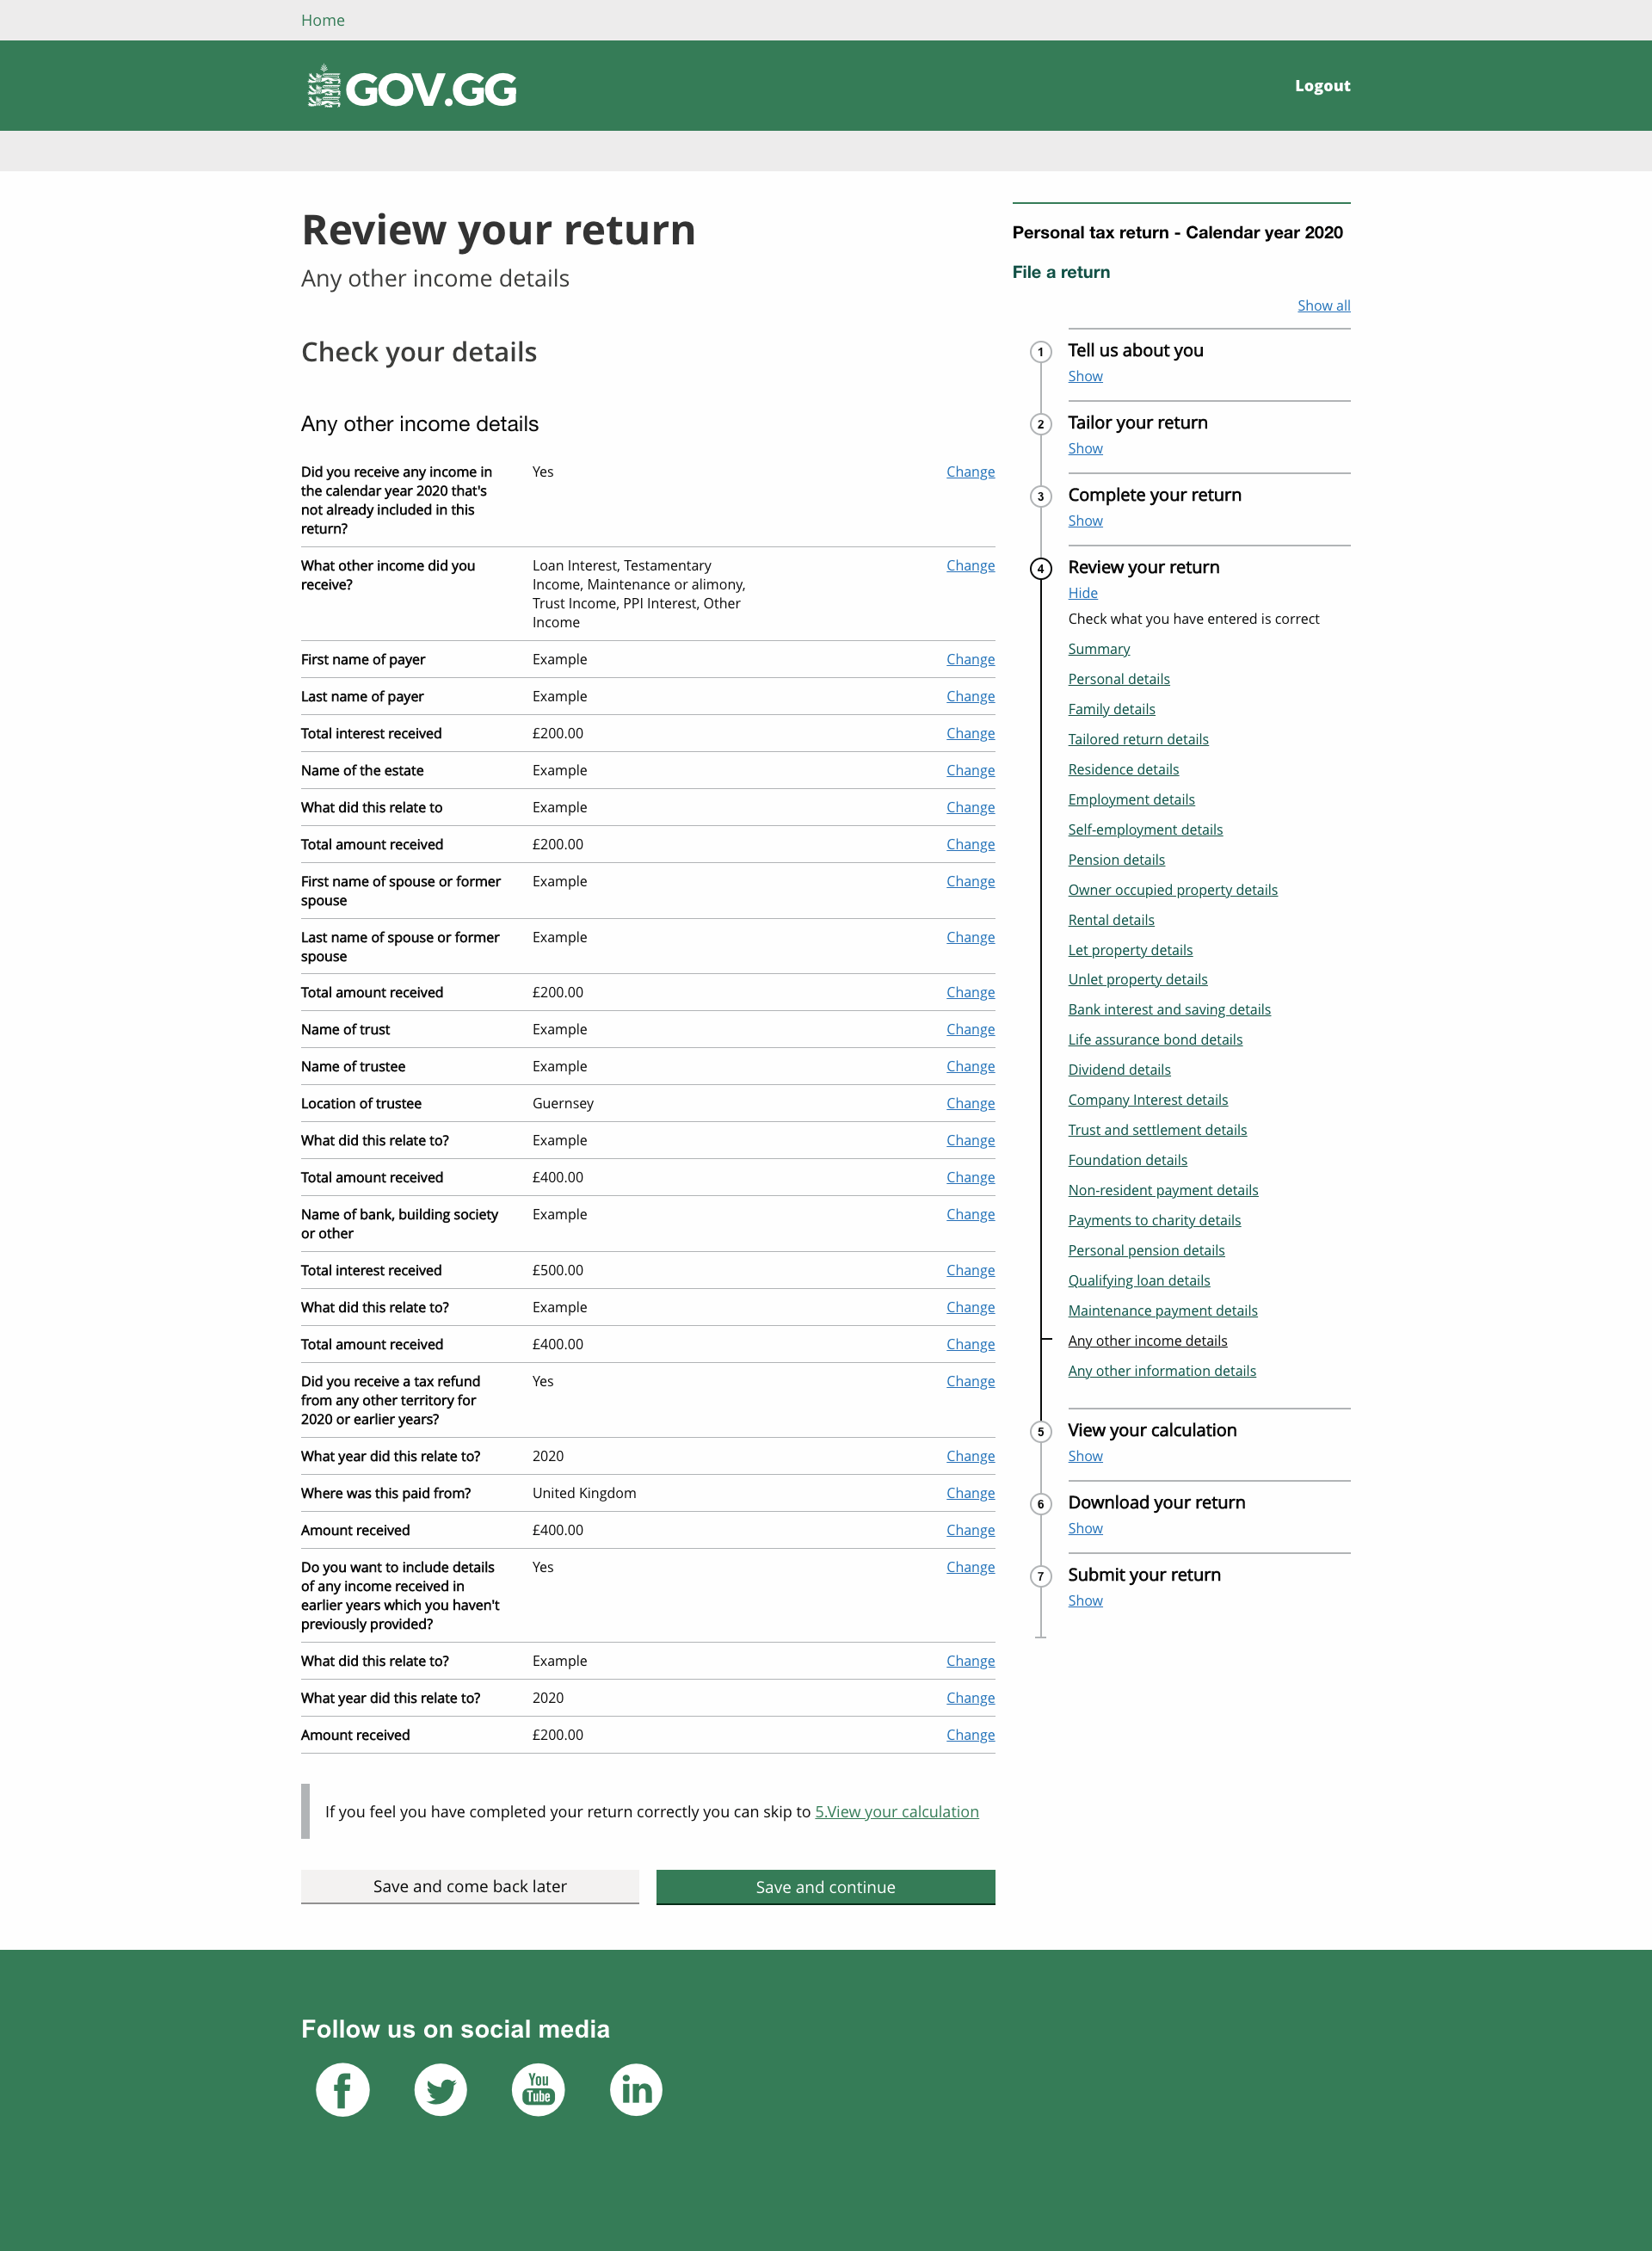 Home
GOV.GG
Logout
Review your return
Any other income details
Check your details
Any other income details
Did you receive any income in
the calendar year 2020 that's
not already included in this
return?
Yes
Change
What other income did you
receive?
Loan Interest, Testamentary
Income, Maintenance or alimony,
Trust Income, PPI Interest, Other
Income
Change
First name of payer
Example
Change
Last name of payer
Example
Change
Total interest received
£200.00
Change
Name of the estate
Example
Change
What did this relate to
Example
Change
Total amount received
£200.00
Change
First name of spouse or former
spouse
Example
Change
Last name of spouse or former
spouse
Example
Change
Total amount received
£200.00
Change
Name of trust
Example
Change
Name of trustee
Example
Change
Location of trustee
Guernsey
Change
What did this relate to?
Example
Change
Total amount received
£400.00
Change
Name of bank, building society
or other
Example
Change
Total interest received
£500.00
Change
What did this relate to?
Example
Change
Total amount received
£400.00
Change
Did you receive a tax refund
from any other territory for
2020 or earlier years?
Yes
Change
What year did this relate to?
2020
Change
Where was this paid from?
United Kingdom
Change
Amount received
£400.00
Change
Do you want to include details
of any income received in
earlier years which you haven't
previously provided?
Yes
Change
What did this relate to?
Example
Change
What year did this relate to?
2020
Change
Amount received
£200.00
Change
If you feel you have completed your return correctly you can skip to 5.View your calculation
Save and come back later
Save and continue
Personal tax return - Calendar year 2020
File a return
Show all
1
Tell us about you
Show
2
Tailor your return
Show
3
Complete your return
Show
4
Review your return
Hide
Check what you have entered is correct
Summary
Personal details
Family details
Tailored return details
Residence details
Employment details
Self-employment details
Pension details
Owner occupied property details
Rental details
Let property details
Unlet property details
Bank interest and saving details
Life assurance bond details
Dividend details
Company Interest details
Trust and settlement details
Foundation details
Non-resident payment details
Payments to charity details
Personal pension details
Qualifying loan details
Maintenance payment details
Any other income details
Any other information details
5
View your calculation
Show
6
Download your return
Show
7
Submit your return
Show
Follow us on social media
f
You
Tube
in